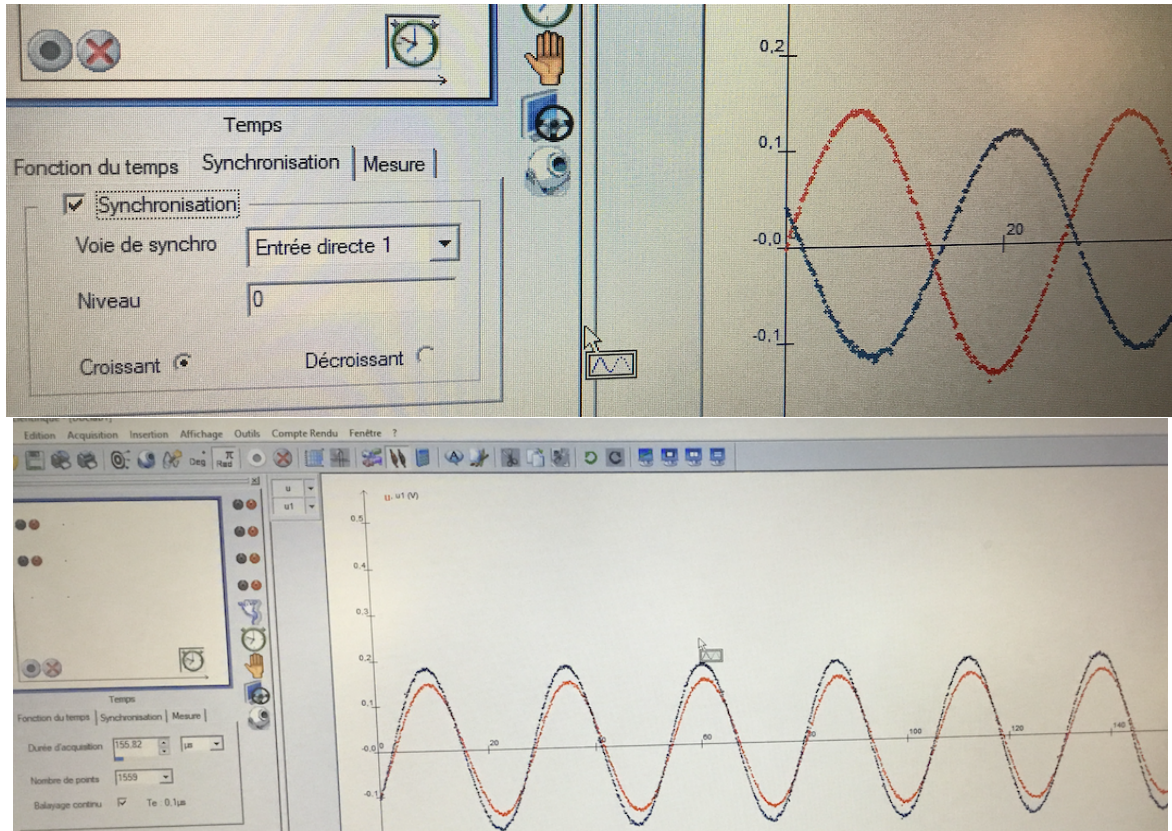 Temps
Fonction du temps Synchronisation Mesure
Synchronisation
Voie de synchro Entrée directe 1
Niveau 0
Croissant Décroissant
0,2
0,1
-0,0
20
-0,1
Edition Acquisition Insertion Affichage Outils Compte Rendu Fenêtre ?
Deg π Rad
u
u1
u, u1 (V)
0,5
0,4
0,3
0,2
0,1
-0,0 0 20 40 60 80 100 120 140
-0,1
Temps
Fonction du temps Synchronisation Mesure
Durée d'acquisition 155.82 µs
Nombre de points 1559
Balayage continu Te : 0,1µs